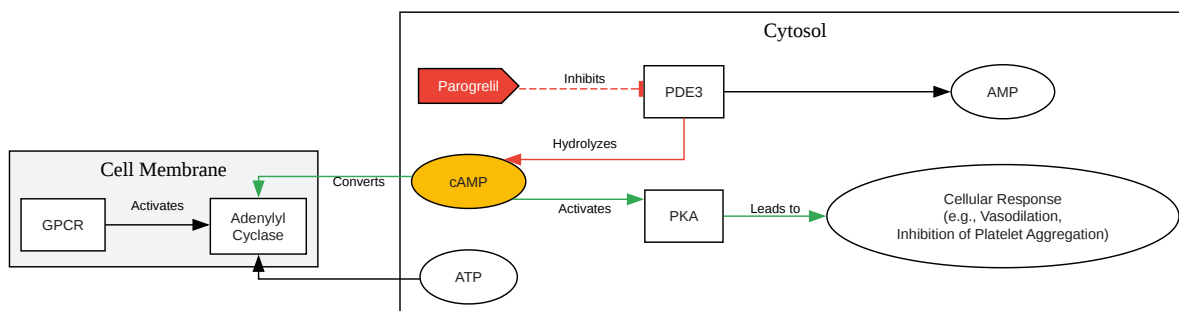 Cytosol
Parogrelil
Inhibits
PDE3
AMP
Hydrolyzes
Cell Membrane
Converts
cAMP
Activates
PKA
Leads to
Cellular Response
(e.g., Vasodilation,
Inhibition of Platelet Aggregation)
GPCR
Activates
Adenylyl
Cyclase
ATP